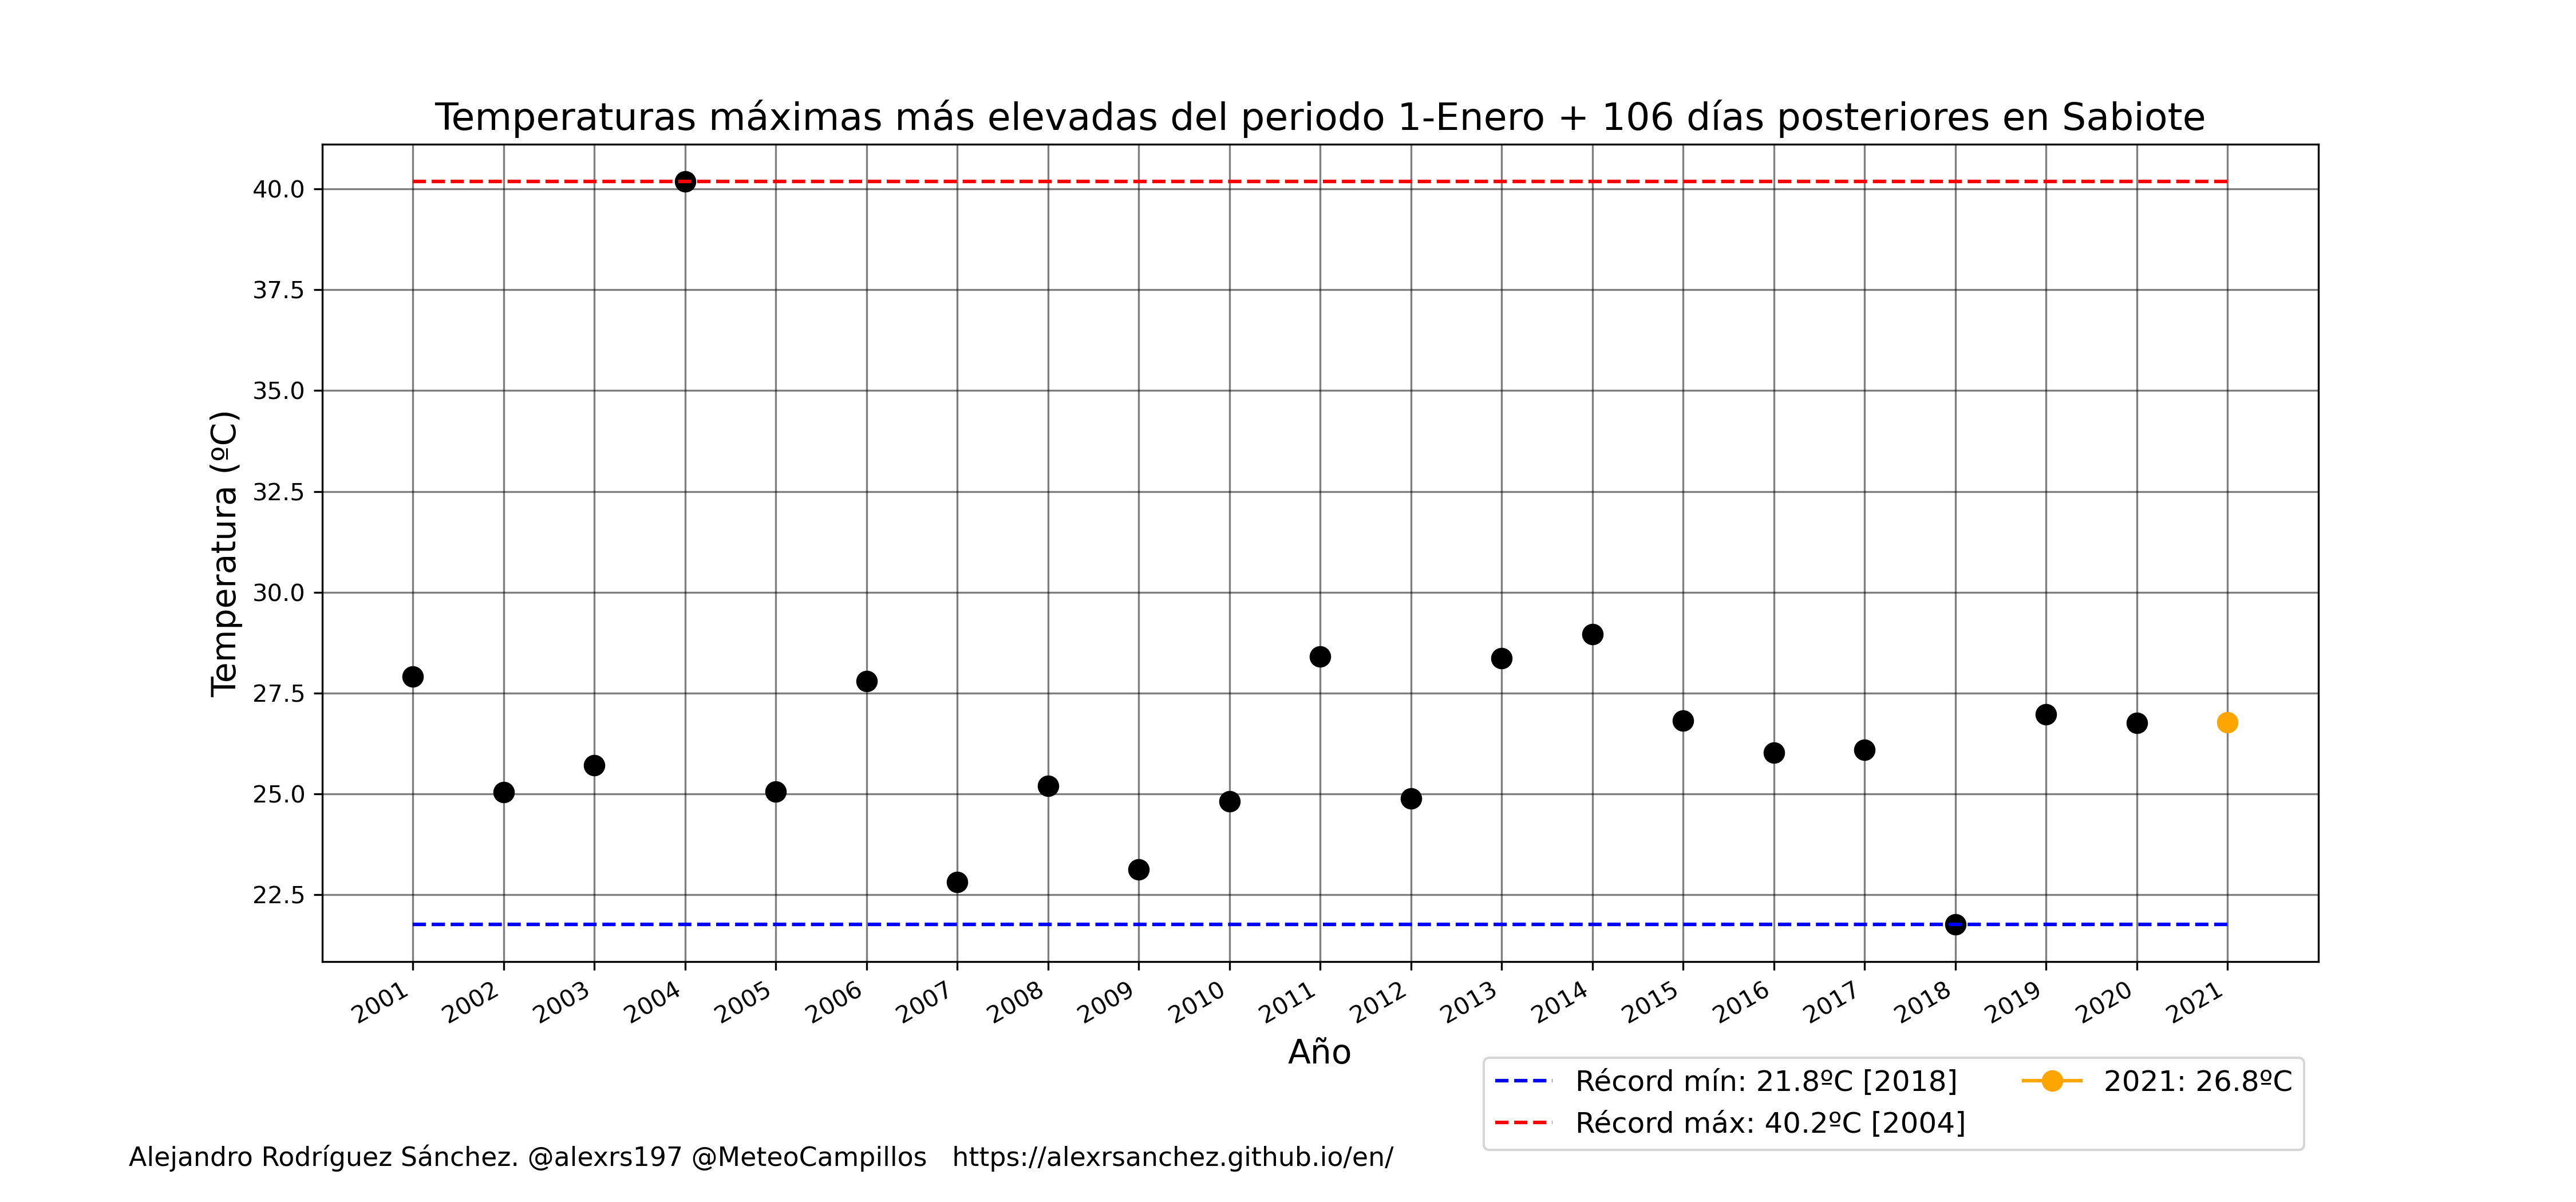 Temperaturas máximas más elevadas del periodo 1-Enero + 106 días posteriores en Sabiote
Temperatura (ºC)
40.0
37.5
35.0
32.5
30.0
27.5
25.0
22.5
2001 2002 2003 2004 2005 2006 2007 2008 2009 2010 2011 2012 2013 2014 2015 2016 2017 2018 2019 2020 2021
Año
Récord mín: 21.8ºC [2018]
Récord máx: 40.2ºC [2004]
2021: 26.8ºC
Alejandro Rodríguez Sánchez. @alexrs197 @MeteoCampillos https://alexrsanchez.github.io/en/